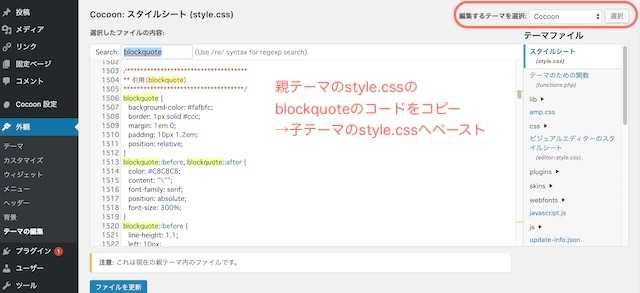 投稿
メディア
リンク
固定ページ
コメント
Cocoon 設定
外観
テーマ
カスタマイズ
ウィジェット
メニュー
ヘッダー
背景
テーマの編集
プラグイン 1
ユーザー
ツール
Cocoon: スタイルシート (style.css)
編集するテーマを選択: Cocoon 選択
選択したファイルの内容:
Search: blockquote (Use /re/ syntax for regexp search)
1502
1503 /************************************
1504 ** 引用(blockquote)
1505 ************************************/
1506 blockquote {
1507 background-color: #fafbfc;
1508 border: 1px solid #ccc;
1509 margin: 1em 0;
1510 padding: 10px 1.2em;
1511 position: relative;
1512 }
1513 blockquote:before, blockquote:after {
1514 color: #C8C8C8;
1515 content: "\"";
1516 font-family: serif;
1517 position: absolute;
1518 font-size: 300%;
1519 }
1520 blockquote:before {
1521 line-height: 1.1;
1522 left: 10px;
親テーマのstyle.cssの
blockquoteのコードをコピー
→子テーマのstyle.cssへペースト
テーマファイル
スタイルシート
(style.css)
テーマのための関数
(functions.php)
lib
amp.css
css
ビジュアルエディターのスタイルシート
(editor-style.css)
plugins
skins
webfonts
javascript.js
js
update-info.json
注意: これは現在の親テーマ内のファイルです。
ファイルを更新